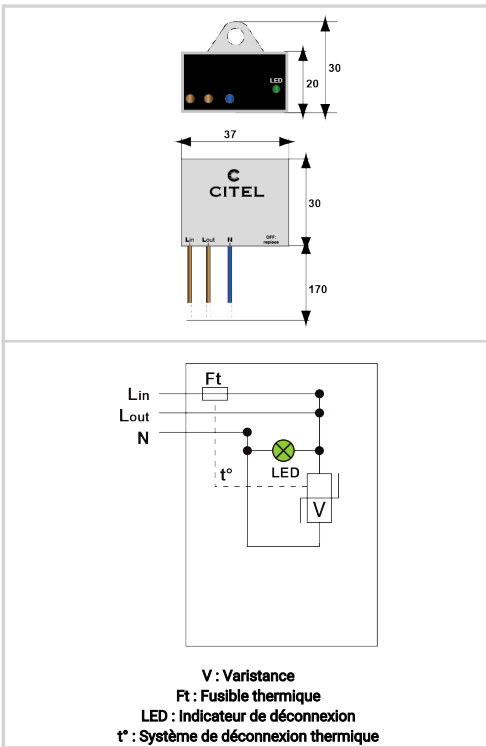 30
LED
20
37
C
CITEL
30
Lin Lout N OFF: replace
170
Ft
Lin
Lout
N
t°
LED
V
V : Varistance
Ft : Fusible thermique
LED : Indicateur de déconnexion
t° : Système de déconnexion thermique